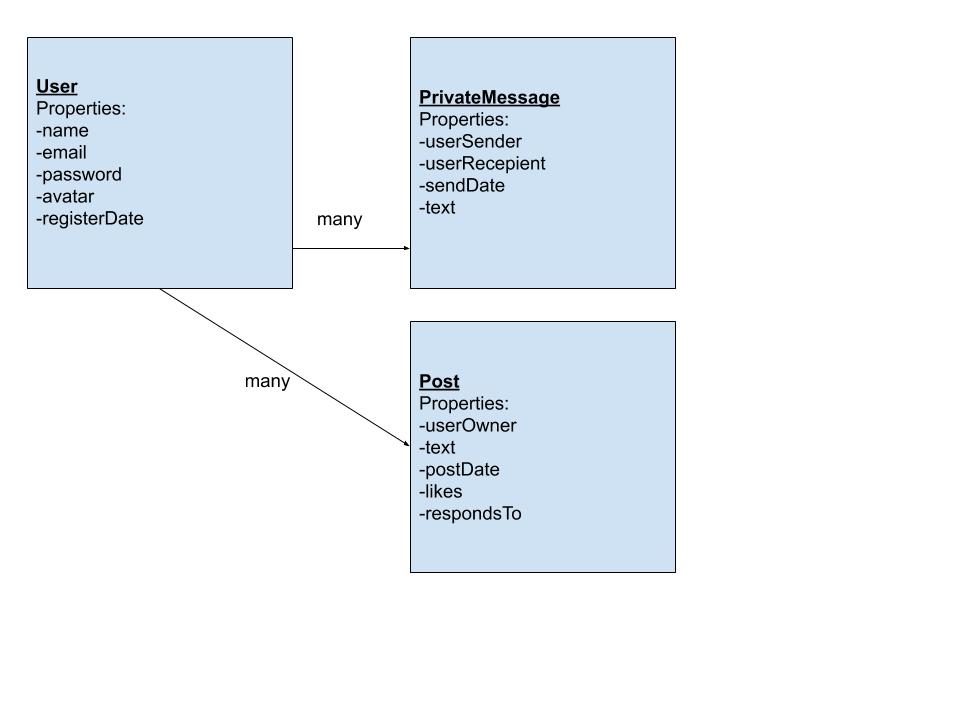 User
Properties:
-name
-email
-password
-avatar
-registerDate
many
PrivateMessage
Properties:
-userSender
-userRecepient
-sendDate
-text
many
Post
Properties:
-userOwner
-text
-postDate
-likes
-respondsTo